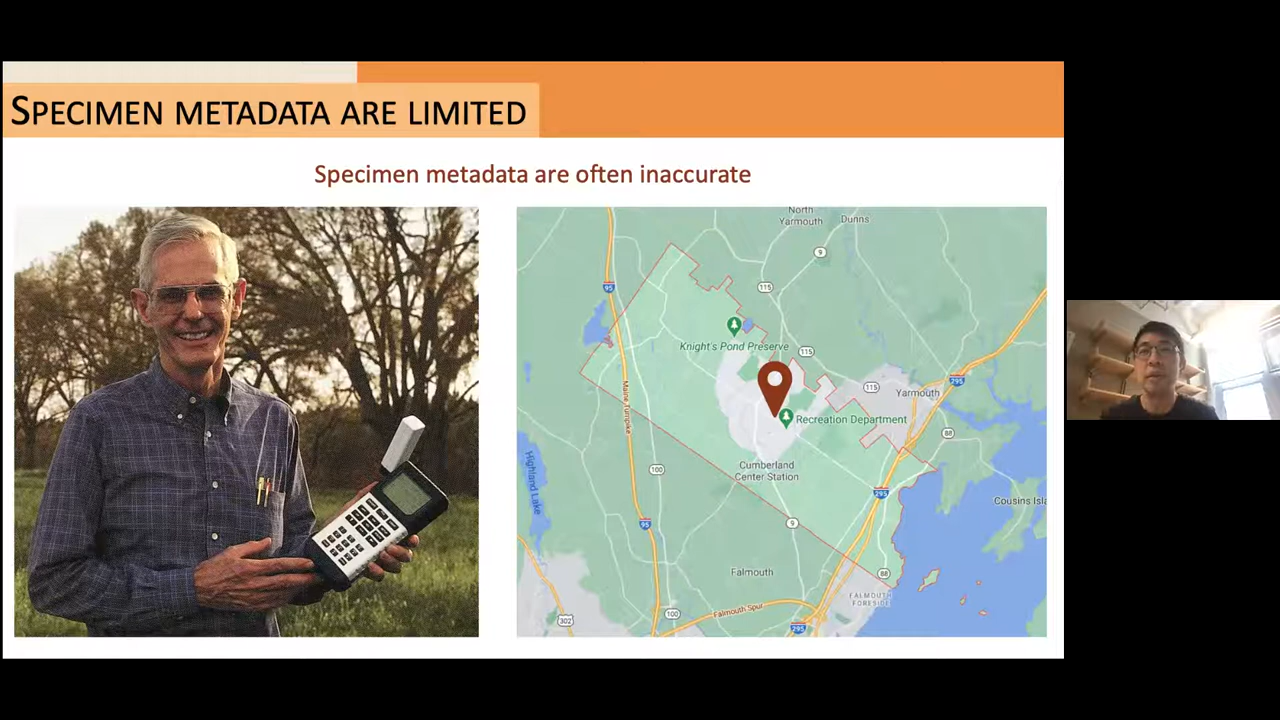 SPECIMEN METADATA ARE LIMITED
Specimen metadata are often inaccurate
North
Yarmouth
Dunns
9
115
95
Knight's Pond Preserve
115
115
295
Yarmouth
Maine Turnpike
Recreation Department
88
Highland Lake
100
Cumberland
Center Station
295
Cousins Isla
95
9
Falmouth
88
FALMOUTH
FORESIDE
302
100
Falmouth Spur
295